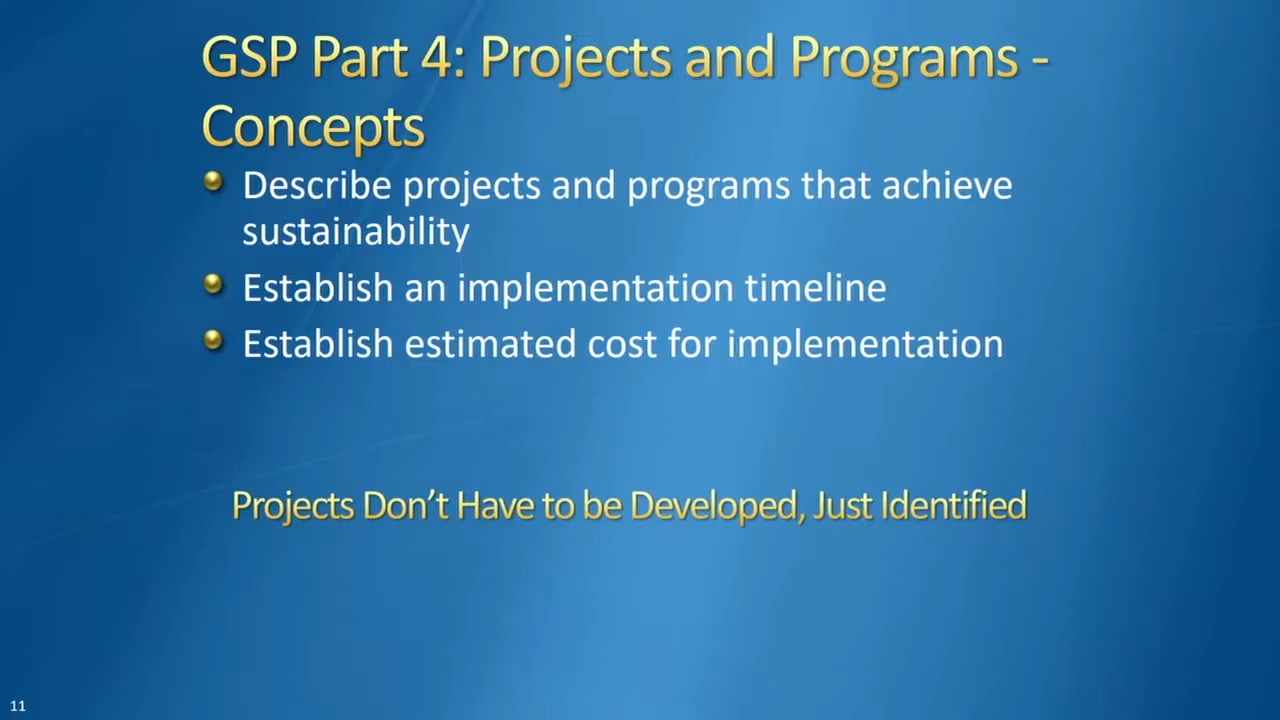 GSP Part 4: Projects and Programs -
Concepts
Describe projects and programs that achieve
sustainability
Establish an implementation timeline
Establish estimated cost for implementation
Projects Don’t Have to be Developed, Just Identified
11